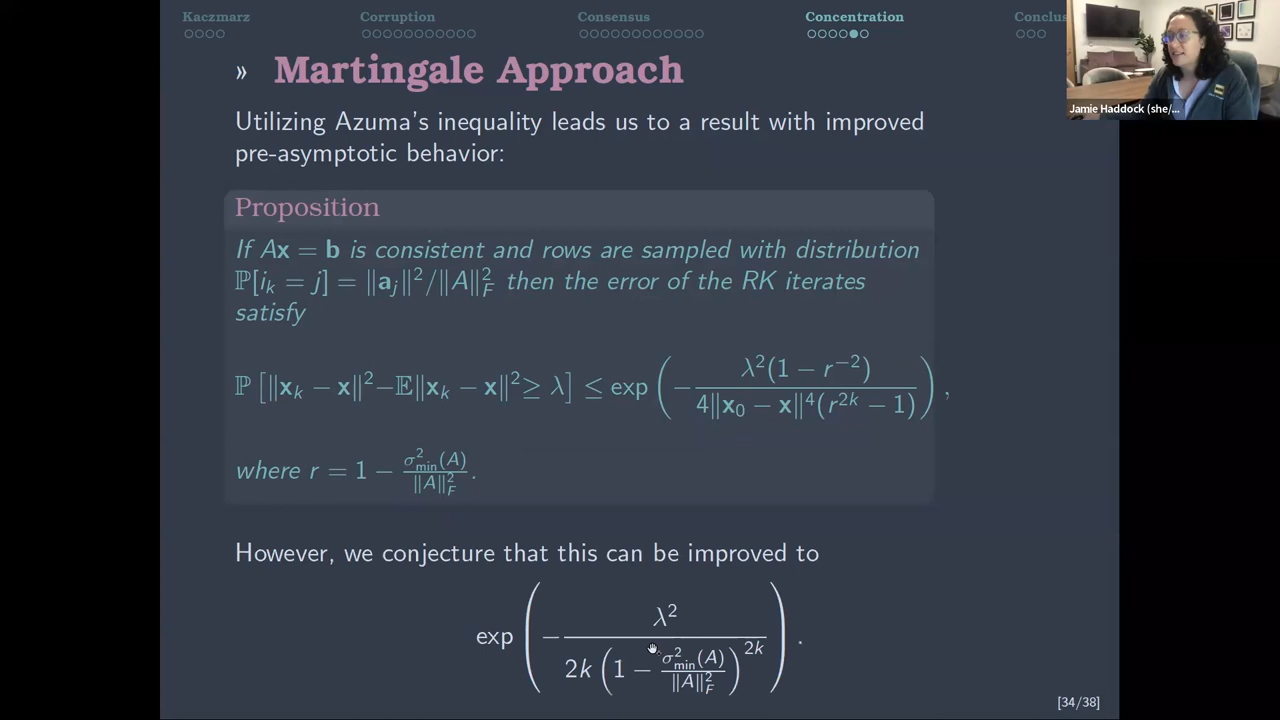 Kaczmarz Corruption Consensus Concentration Conclus
» Martingale Approach
Utilizing Azuma's inequality leads us to a result with improved
pre-asymptotic behavior:
Proposition
If Ax = b is consistent and rows are sampled with distribution
ℙ[i_k = j] = ‖a_j‖²/‖A‖²_F then the error of the RK iterates
satisfy
ℙ [‖x_k − x‖² − 𝔼‖x_k − x‖² ≥ λ] ≤ exp ( − λ²(1 − r⁻²) / 4‖x₀ − x‖⁴(r²ᵏ − 1) ) ,
where r = 1 − σ²_min(A) / ‖A‖²_F .
However, we conjecture that this can be improved to
exp ( − λ² / 2k (1 − σ²_min(A) / ‖A‖²_F)²ᵏ ) .
[34/38]
Jamie Haddock (she/...